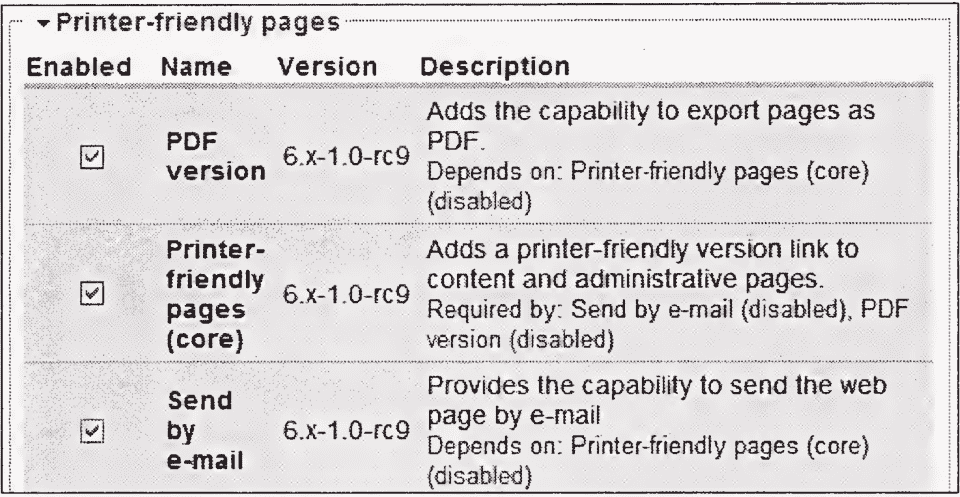 Printer-friendly pages
Enabled Name Version Description
Adds the capability to export pages as
PDF version 6.x-1.0-rc9 PDF.
Depends on: Printer-friendly pages (core)
(disabled)
Printer-friendly pages (core) 6.x-1.0-rc9 Adds a printer-friendly version link to
content and administrative pages.
Required by: Send by e-mail (disabled), PDF
version (disabled)
Send by e-mail 6.x-1.0-rc9 Provides the capability to send the web
page by e-mail
Depends on: Printer-friendly pages (core)
(disabled)